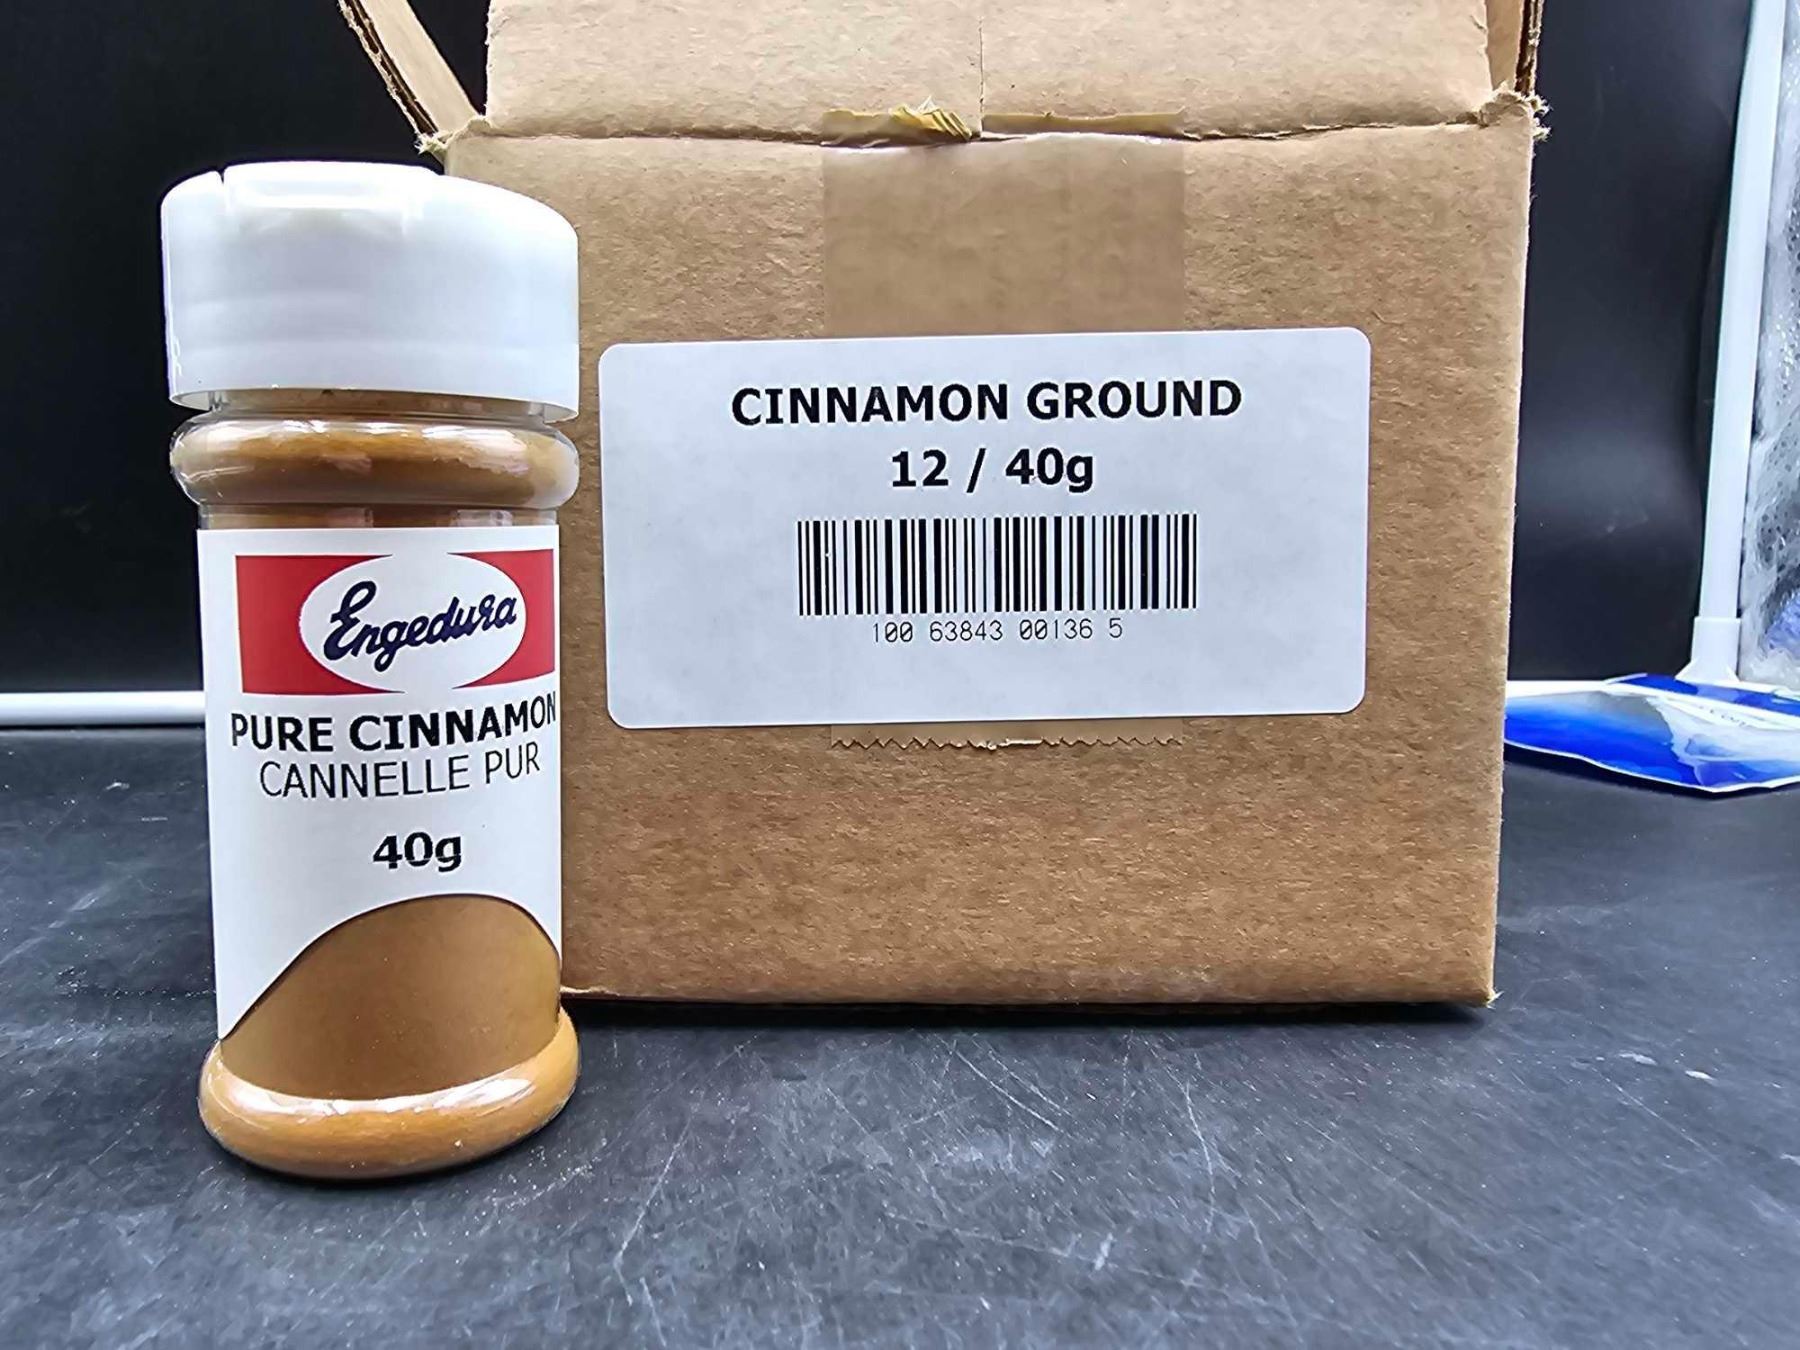 Engedura
PURE CINNAMON
CANNELLE PUR
40g
CINNAMON GROUND
12 / 40g
100 63843 00136 5